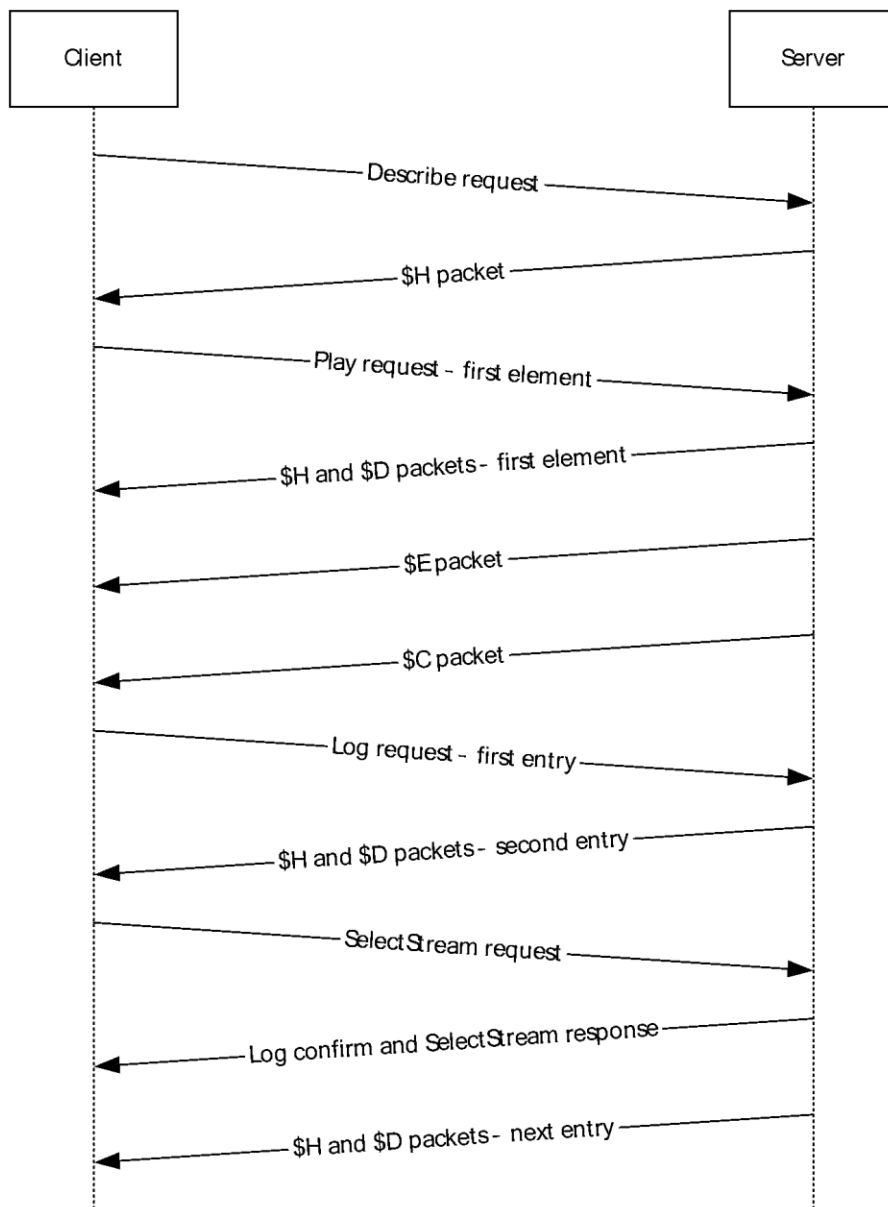 Client
Server
Describe request
$H packet
Play request - first element
$H and $D packets - first element
$E packet
$C packet
Log request - first entry
$H and $D packets - second entry
SelectStream request
Log confirm and SelectStream response
$H and $D packets - next entry